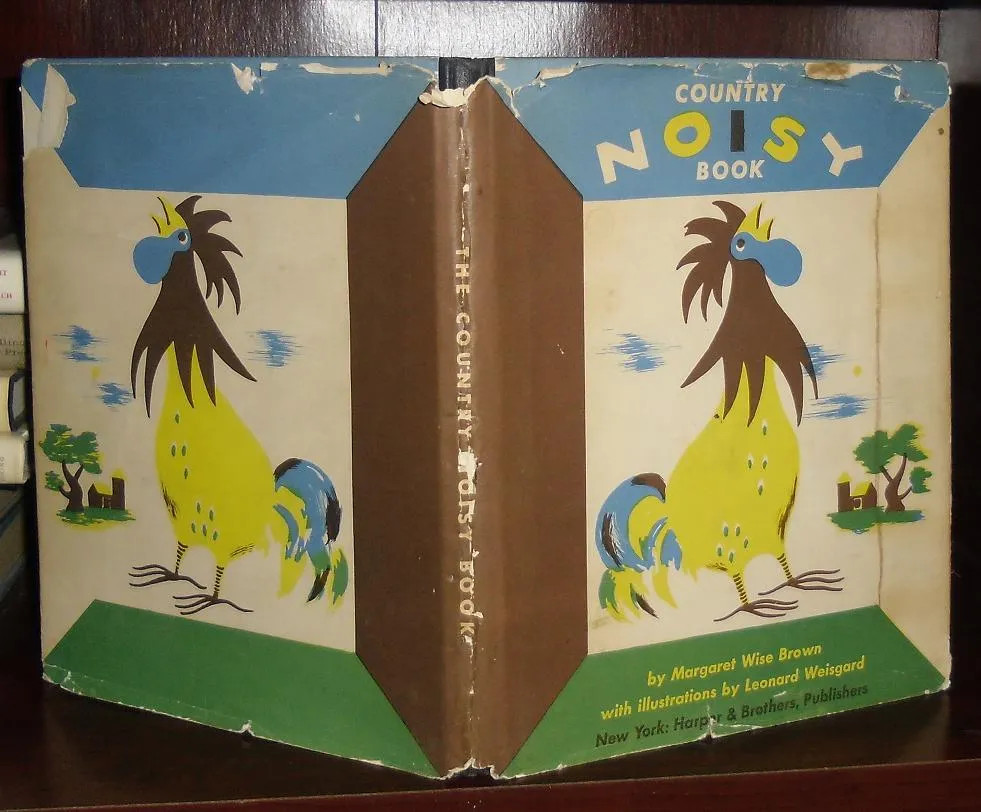 COUNTRY
NOISY
BOOK
THE COUNTRY NOISY BOOK
by Margaret Wise Brown
with illustrations by Leonard Weisgard
New York: Harper & Brothers, Publishers